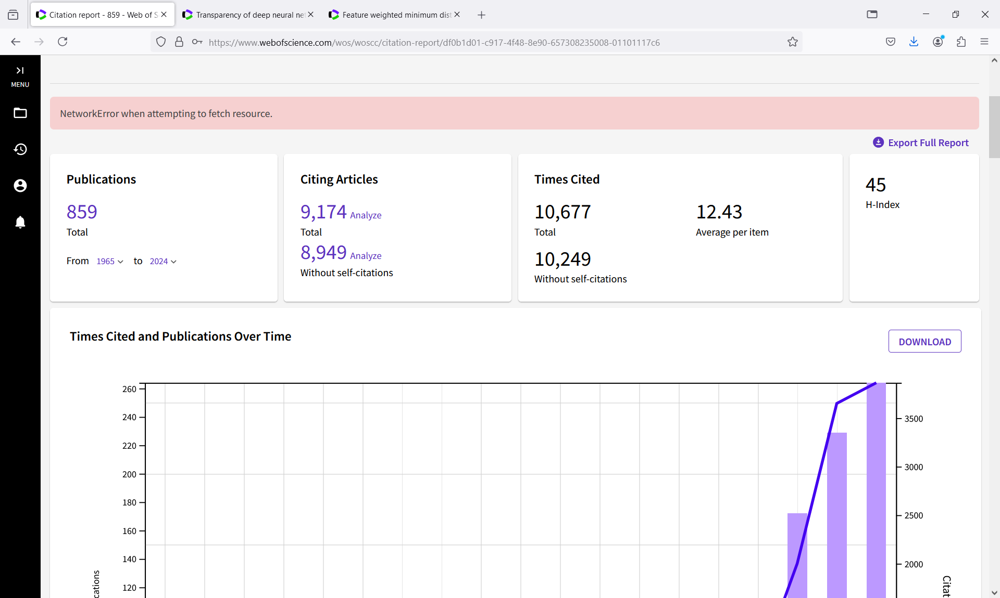 Citation report - 859 - Web of S
Transparency of deep neural ne
Feature weighted minimum dist
https://www.webofscience.com/wos/woscc/citation-report/df0b1d01-c917-4f48-8e90-657308235008-01101117c6
MENU
NetworkError when attempting to fetch resource.
Export Full Report
Publications
859
Total
From 1965 to 2024
Citing Articles
9,174 Analyze
Total
8,949 Analyze
Without self-citations
Times Cited
10,677
Total
12.43
Average per item
10,249
Without self-citations
45
H-Index
Times Cited and Publications Over Time
DOWNLOAD
260
240
220
200
180
160
140
120
cations
3500
3000
2500
2000
Citat